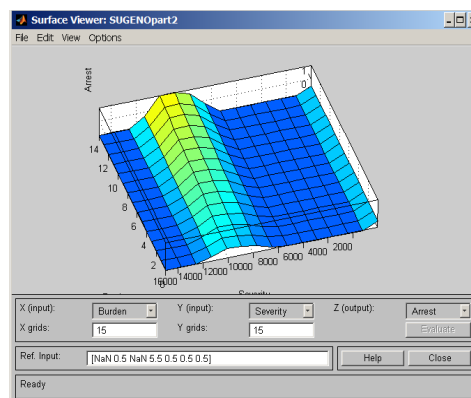 Surface Viewer: SUGENOpart2
File Edit View Options
Arrest
1
0
14
12
10
8
6
4
2
16000
14000
12000
10000
8000
6000
4000
2000
X (input): Burden Y (input): Severity Z (output): Arrest
X grids: 15 Y grids: 15 Evaluate
Ref. Input: [NaN 0.5 NaN 5.5 0.5 0.5 0.5] Help Close
Ready